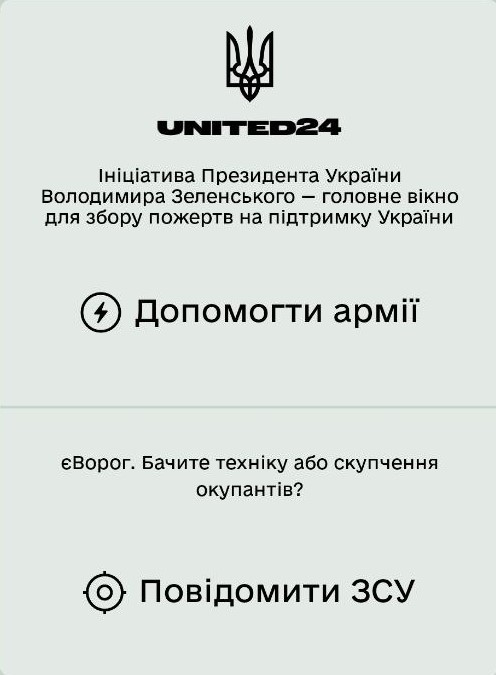 UNITED24
Ініціатива Президента України
Володимира Зеленського — головне вікно
для збору пожертв на підтримку України
Допомогти армії
єВорог. Бачите техніку або скупчення
окупантів?
Повідомити ЗСУ